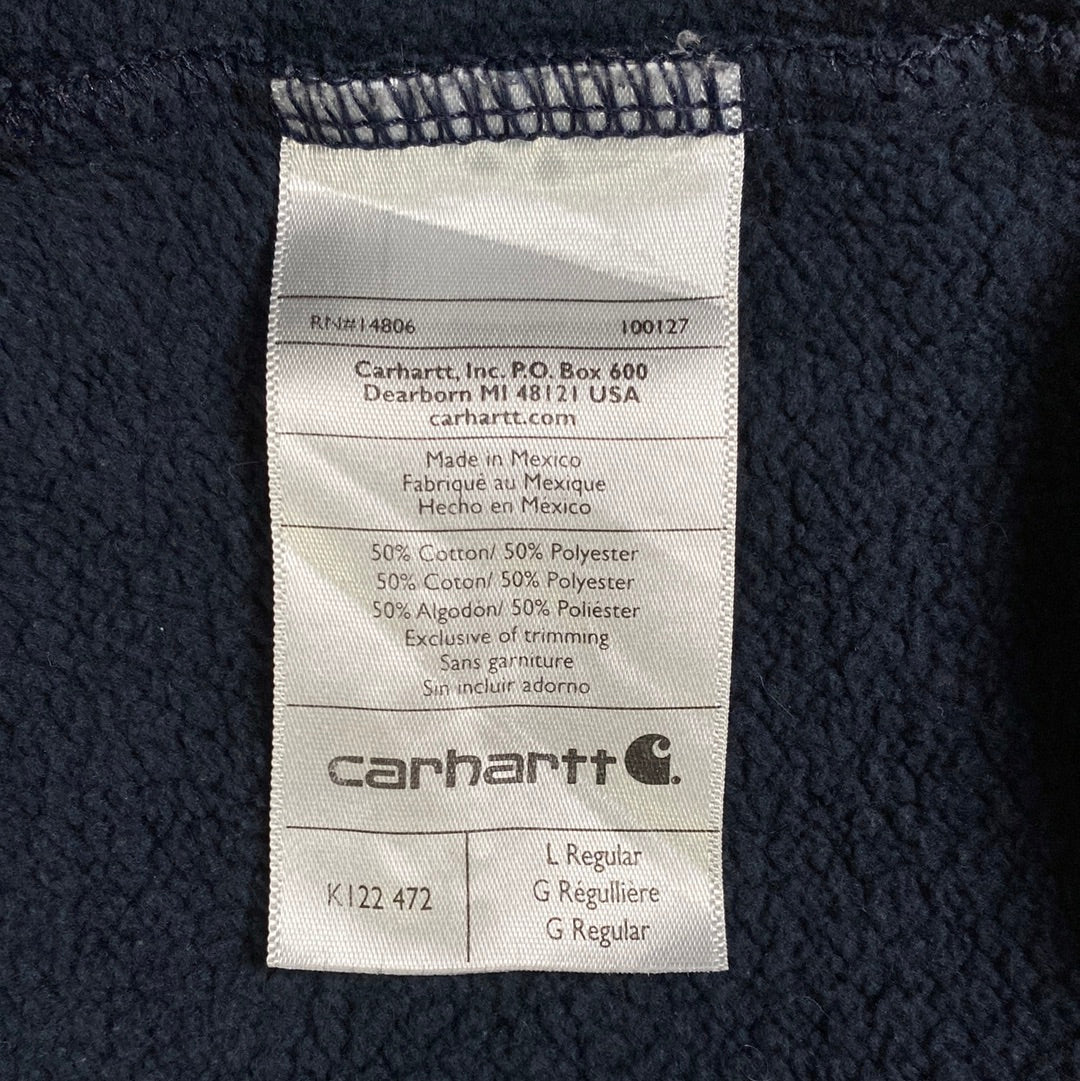 RN#14806 100127
Carhartt, Inc. P.O. Box 600
Dearborn MI 48121 USA
carhartt.com
Made in Mexico
Fabriqué au Mexique
Hecho en México
50% Cotton/ 50% Polyester
50% Coton/ 50% Polyester
50% Algodón/ 50% Poliéster
Exclusive of trimming
Sans garniture
Sin incluir adorno
carhartt
K122 472
L Regular
G Régullière
G Regular